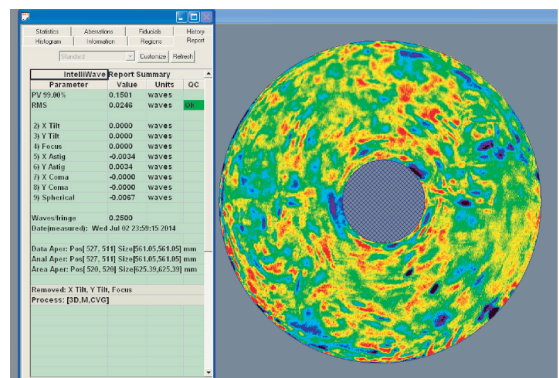 Statistics Aberrations Fiducials History
Histogram Information Regions Report
Standard Customize Refresh
IntelliWave Report Summary
Parameter Value Units QC
PV 99.00% 0.1501 waves
RMS 0.0246 waves OK
2) X Tilt 0.0000 waves
3) Y Tilt 0.0000 waves
4) Focus 0.0000 waves
5) X Astig -0.0034 waves
6) Y Astig 0.0034 waves
7) X Coma -0.0000 waves
8) Y Coma -0.0000 waves
9) Spherical -0.0067 waves
Waves/fringe 0.2500
Date(measured): Wed Jul 02 23:59:15 2014
Data Aper: Pos[ 527, 511] Size[561.05,561.05] mm
Anal Aper: Pos[ 527, 511] Size[561.05,561.05] mm
Area Aper: Pos[ 520, 520] Size[625.39,625.39] mm
Removed: X Tilt, Y Tilt, Focus
Process: [3D,M,CVG]